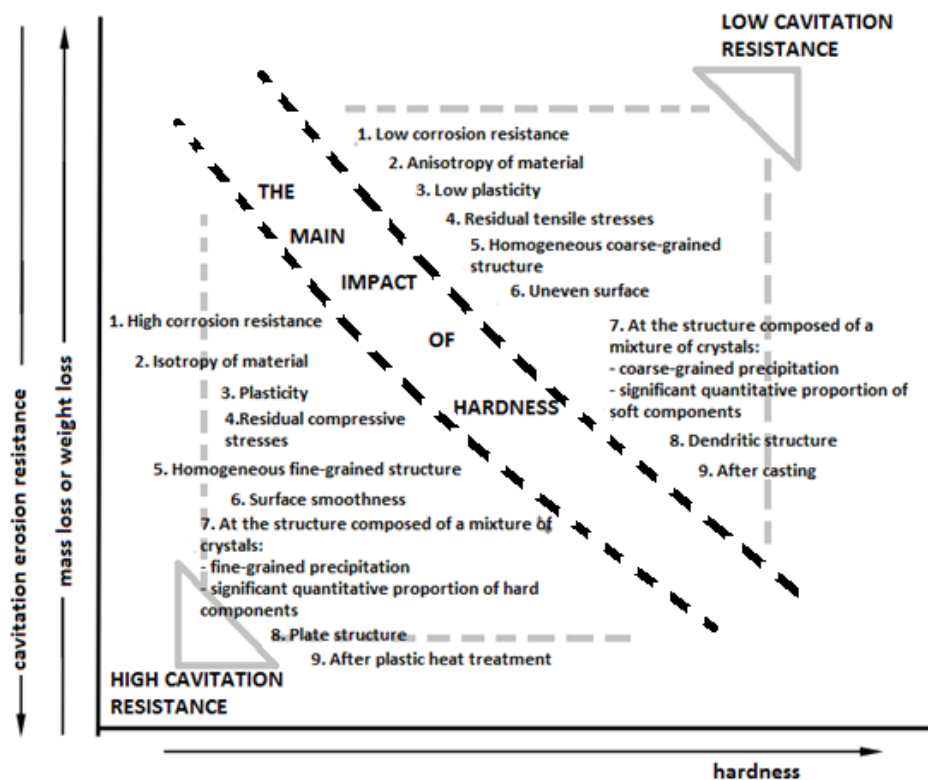 LOW CAVITATION
RESISTANCE
1. Low corrosion resistance
2. Anisotropy of material
3. Low plasticity
4. Residual tensile stresses
5. Homogeneous coarse-grained
structure
6. Uneven surface
7. At the structure composed of a
mixture of crystals:
- coarse-grained precipitation
- significant quantitative proportion of
soft components
8. Dendritic structure
9. After casting
THE
MAIN
IMPACT
OF
HARDNESS
1. High corrosion resistance
2. Isotropy of material
3. Plasticity
4. Residual compressive
stresses
5. Homogeneous fine-grained structure
6. Surface smoothness
7. At the structure composed of a mixture of
crystals:
- fine-grained precipitation
- significant quantitative proportion of hard
components
8. Plate structure
9. After plastic heat treatment
HIGH CAVITATION
RESISTANCE
cavitation erosion resistance
mass loss or weight loss
hardness